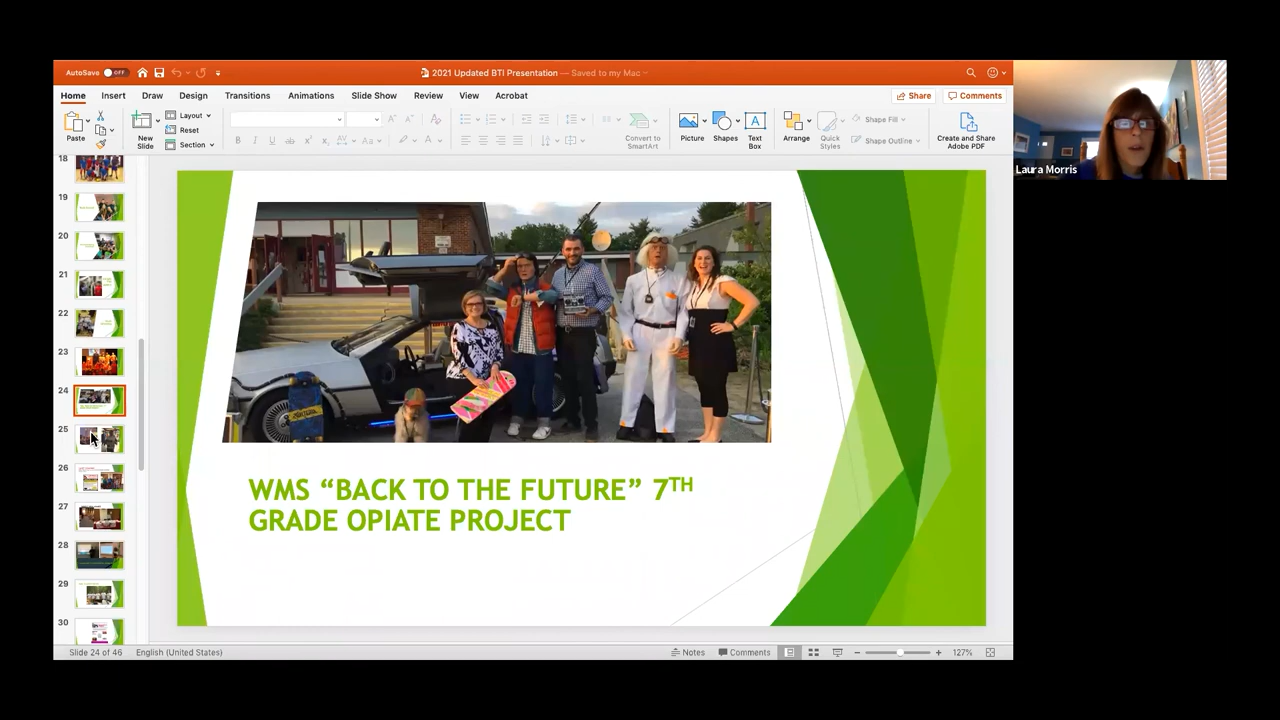 AutoSave OFF
2021 Updated BTI Presentation — Saved to my Mac
Home Insert Draw Design Transitions Animations Slide Show Review View Acrobat
Share Comments
Paste
New Slide
Layout
Reset
Section
B I U ab
Convert to SmartArt
Picture
Shapes
Text Box
Arrange
Quick Styles
Shape Fill
Shape Outline
Create and Share Adobe PDF
Laura Morris
18
19
20
21
22
23
24
25
26
27
28
29
30
WMS “BACK TO THE FUTURE” 7TH
GRADE OPIATE PROJECT
Slide 24 of 46 English (United States)
Notes Comments 127%